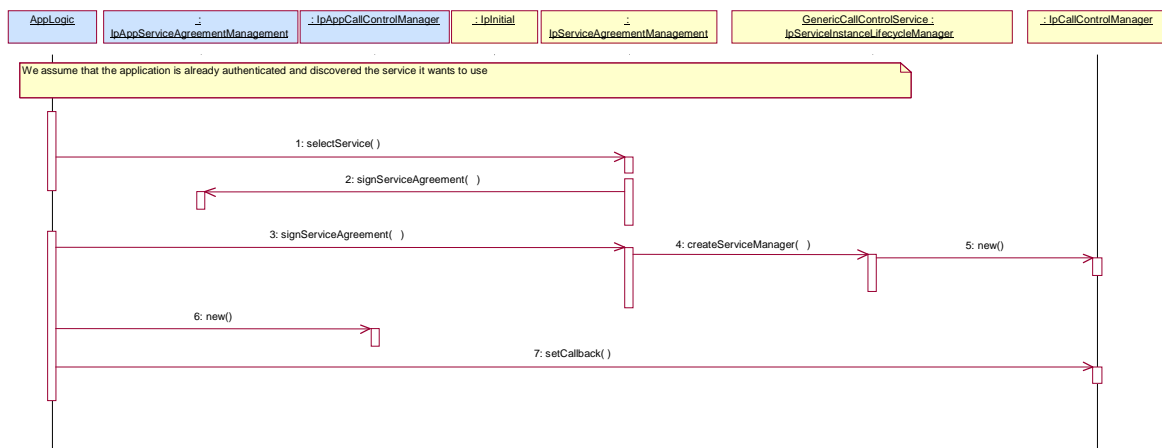 AppLogic
:
IpAppServiceAgreementManagement
: IpAppCallControlManager
: IpInitial
:
IpServiceAgreementManagement
GenericCallControlService :
IpServiceInstanceLifecycleManager
: IpCallControlManager
We assume that the application is already authenticated and discovered the service it wants to use
1: selectService( )
2: signServiceAgreement(   )
3: signServiceAgreement(   )
4: createServiceManager(   )
5: new()
6: new()
7: setCallback( )